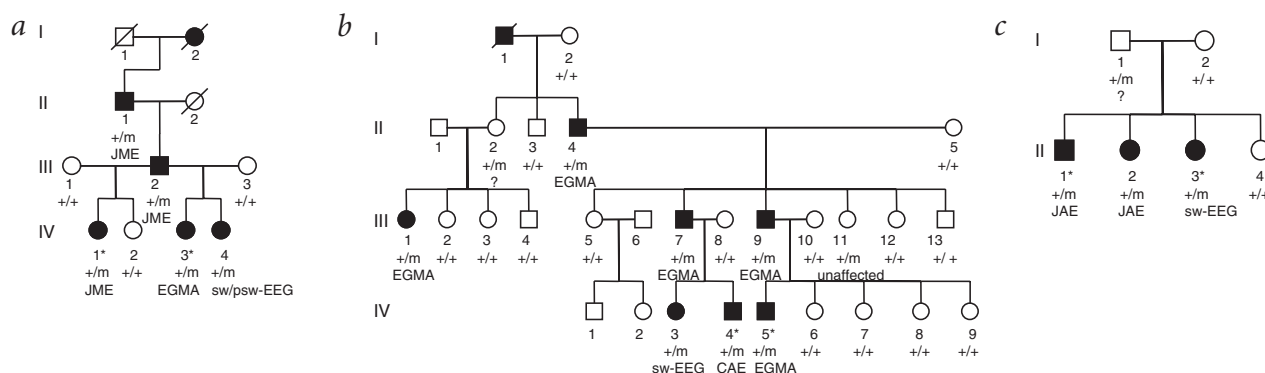 a
I
1
2
II
1
2
+/m
JME
III
1
2
3
+/+
+/m
+/+
JME
IV
1*
2
3*
4
+/m
+/+
+/m
+/m
JME
EGMA
sw/psw-EEG
b
I
1
2
+/+
II
1
2
3
4
5
+/m
+/+
+/m
+/+
?
EGMA
III
1
2
3
4
5
6
7
8
9
10
11
12
13
+/m
+/+
+/+
+/+
+/+
+/m
+/+
+/m
+/+
+/m
+/+
+/+
EGMA
EGMA
EGMA
unaffected
IV
1
2
3
4*
5*
6
7
8
9
+/m
+/m
+/m
+/+
+/+
+/+
+/+
sw-EEG
CAE
EGMA
c
I
1
2
+/m
+/+
?
II
1*
2
3*
4
+/m
+/m
+/m
+/+
JAE
JAE
sw-EEG